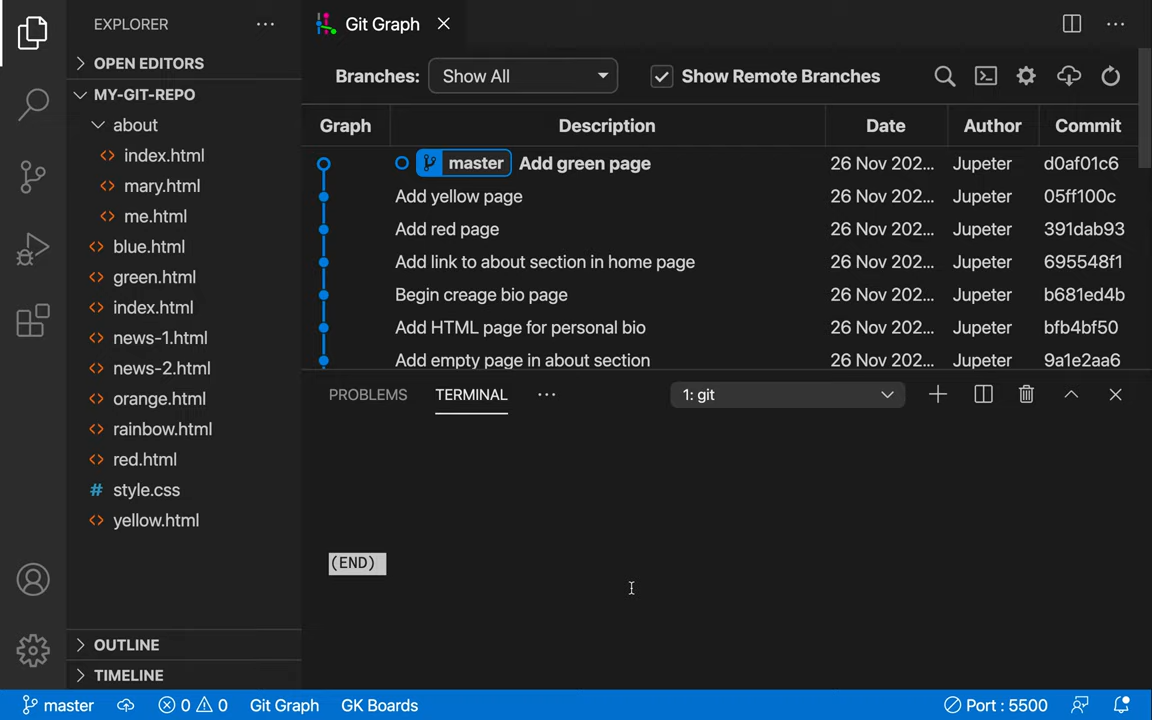 EXPLORER
OPEN EDITORS
MY-GIT-REPO
about
index.html
mary.html
me.html
blue.html
green.html
index.html
news-1.html
news-2.html
orange.html
rainbow.html
red.html
style.css
yellow.html
OUTLINE
TIMELINE
Git Graph
Branches: Show All Show Remote Branches
Graph Description Date Author Commit
master Add green page 26 Nov 202... Jupeter d0af01c6
Add yellow page 26 Nov 202... Jupeter 05ff100c
Add red page 26 Nov 202... Jupeter 391dab93
Add link to about section in home page 26 Nov 202... Jupeter 695548f1
Begin creage bio page 26 Nov 202... Jupeter b681ed4b
Add HTML page for personal bio 26 Nov 202... Jupeter bfb4bf50
Add empty page in about section 26 Nov 202... Jupeter 9a1e2aa6
PROBLEMS TERMINAL ··· 1: git
(END)
master 0 0 Git Graph GK Boards Port : 5500